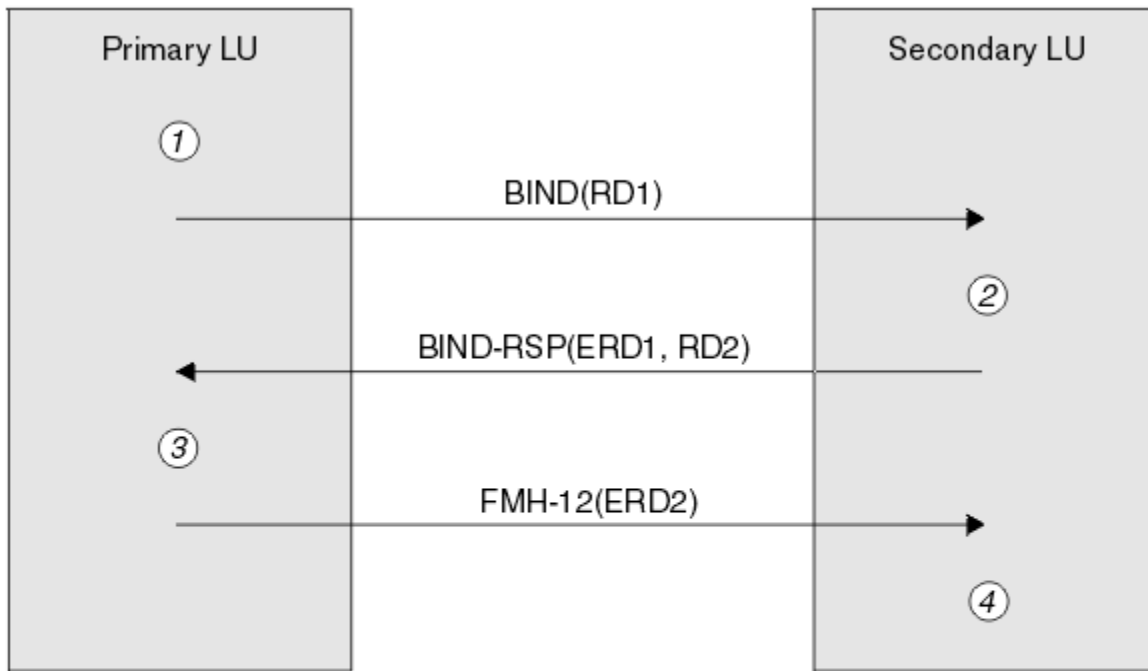 Primary LU
Secondary LU
1
BIND(RD1)
2
BIND-RSP(ERD1, RD2)
3
FMH-12(ERD2)
4